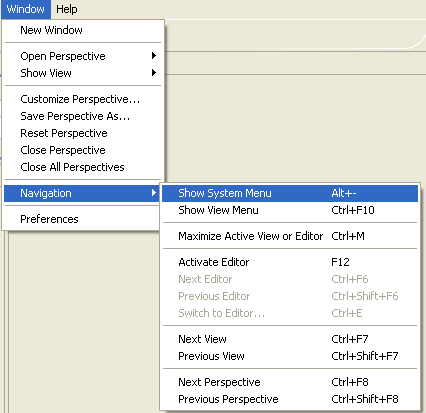 Window Help
New Window
Open Perspective
Show View
Customize Perspective...
Save Perspective As...
Reset Perspective
Close Perspective
Close All Perspectives
Navigation
Preferences
Show System Menu Alt+-
Show View Menu Ctrl+F10
Maximize Active View or Editor Ctrl+M
Activate Editor F12
Next Editor Ctrl+F6
Previous Editor Ctrl+Shift+F6
Switch to Editor... Ctrl+E
Next View Ctrl+F7
Previous View Ctrl+Shift+F7
Next Perspective Ctrl+F8
Previous Perspective Ctrl+Shift+F8